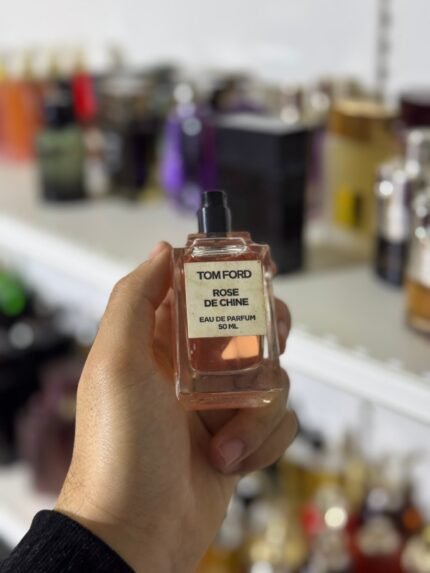 TOM FORD
ROSE
DE CHINE
EAU DE PARFUM
50 ML